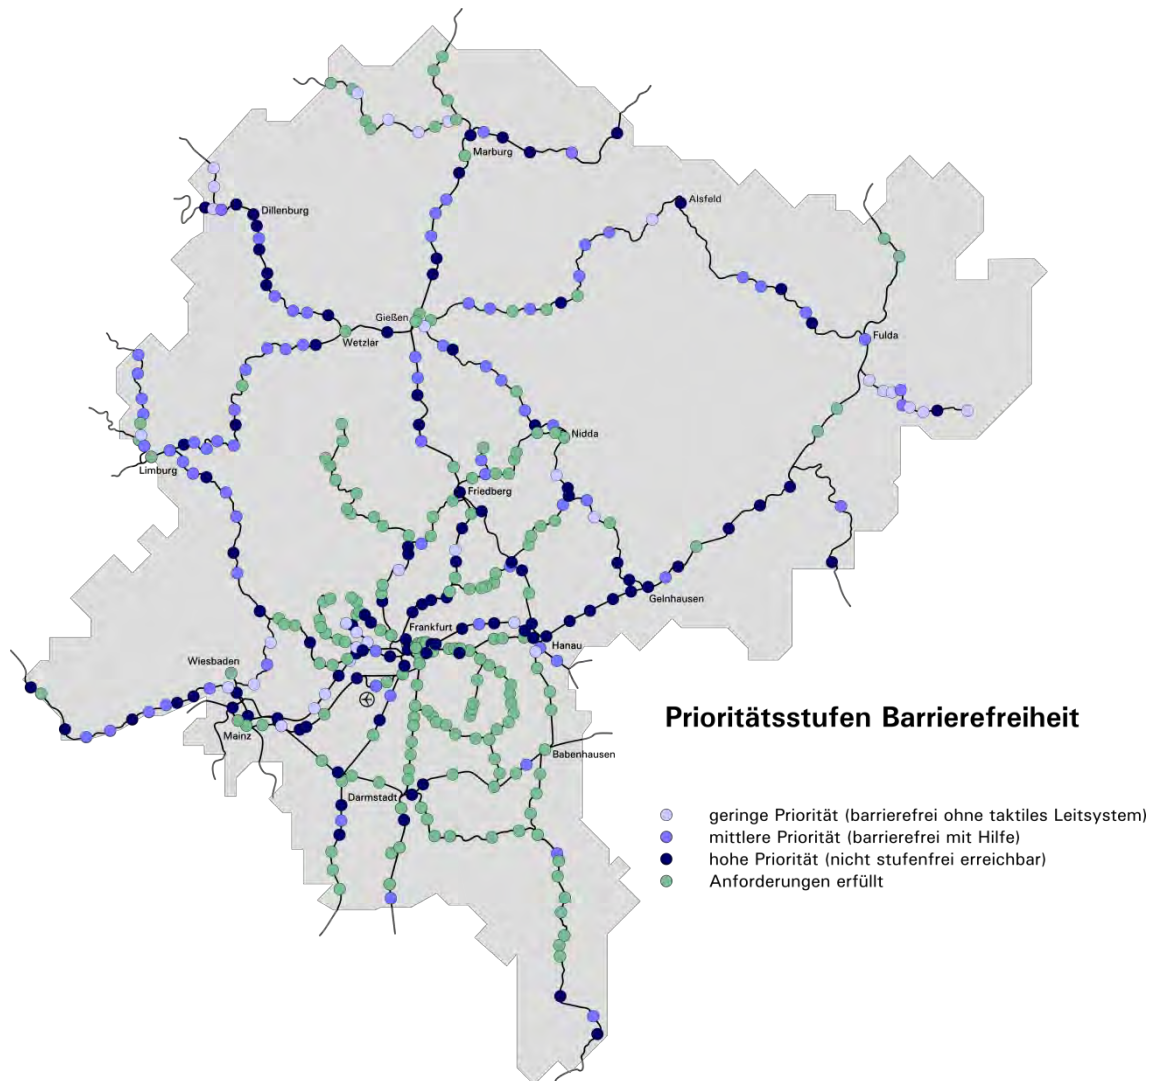 Marburg
Alsfeld
Dillenburg
Gießen
Fulda
Wetzlar
Nidda
Limburg
Friedberg
Gelnhausen
Frankfurt
Hanau
Wiesbaden
Mainz
Babenhausen
Darmstadt
Prioritätsstufen Barrierefreiheit
geringe Priorität (barrierefrei ohne taktiles Leitsystem)
mittlere Priorität (barrierefrei mit Hilfe)
hohe Priorität (nicht stufenfrei erreichbar)
Anforderungen erfüllt